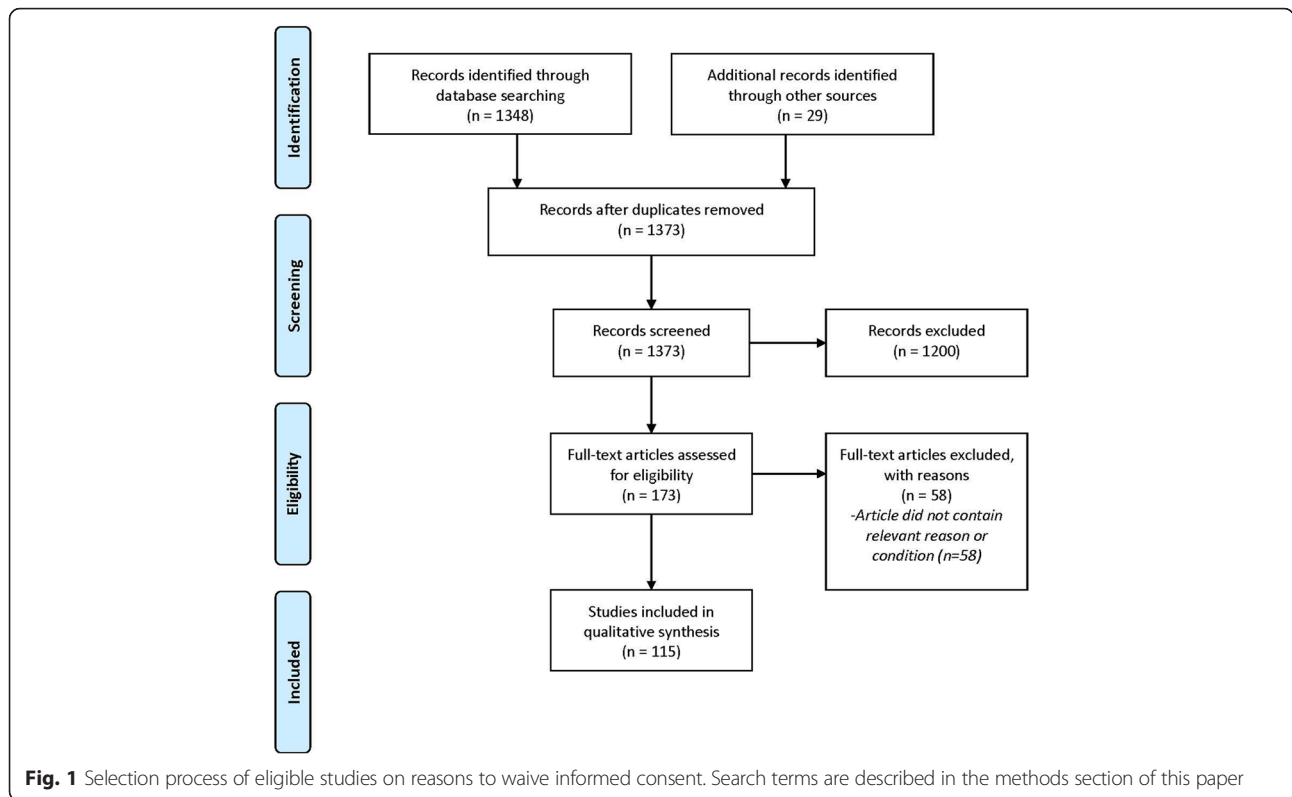 Identification
Records identified through
database searching
(n = 1348)
Additional records identified
through other sources
(n = 29)
Screening
Records after duplicates removed
(n = 1373)
Records screened
(n = 1373)
Records excluded
(n = 1200)
Eligibility
Full-text articles assessed
for eligibility
(n = 173)
Full-text articles excluded,
with reasons
(n = 58)
-Article did not contain
relevant reason or
condition (n=58)
Included
Studies included in
qualitative synthesis
(n = 115)
Fig. 1 Selection process of eligible studies on reasons to waive informed consent. Search terms are described in the methods section of this paper